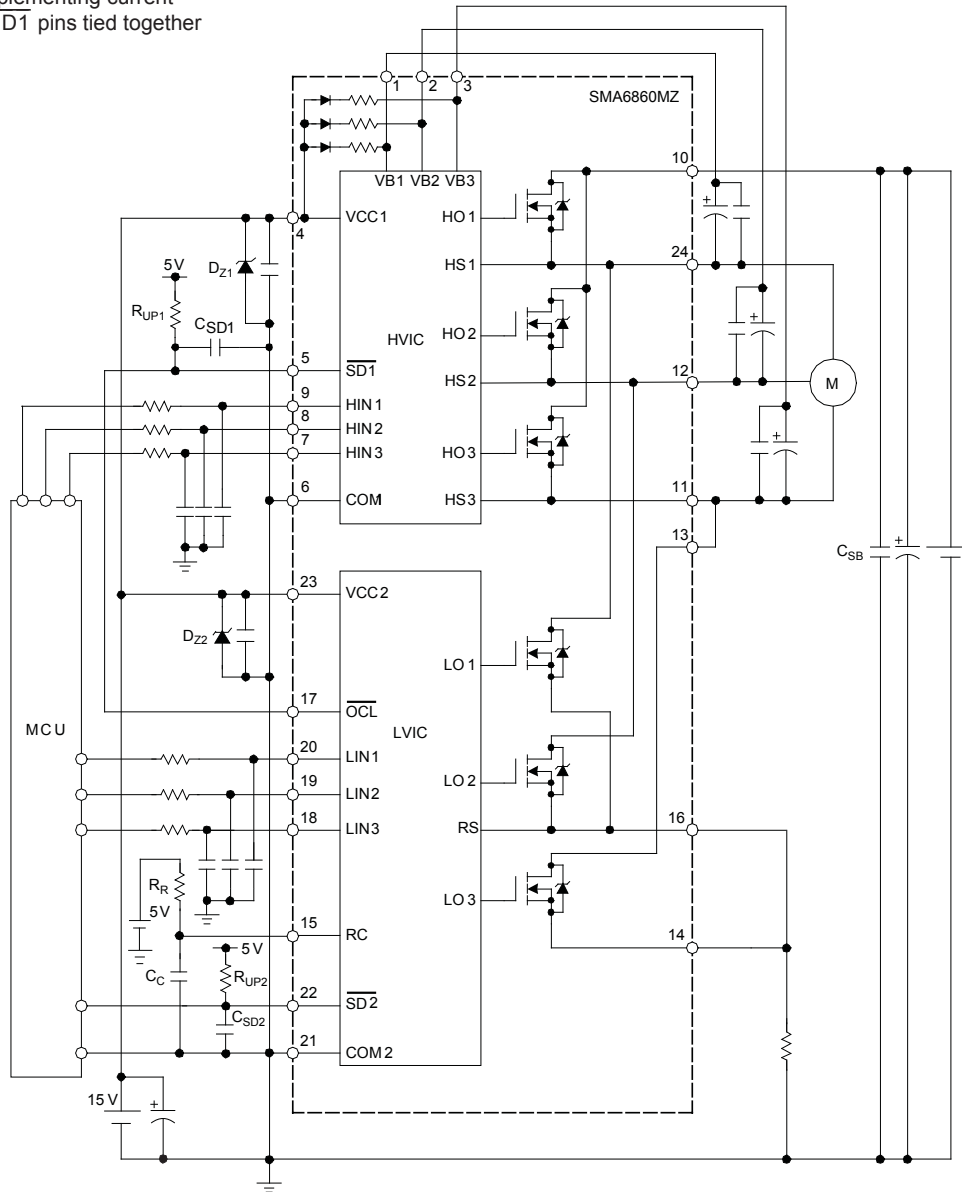 D1 pins tied together
1 2 3
SMA6860MZ
VB1 VB2 VB3
10
4
VCC1
HO1
24
HS1
5V
DZ1
RUP1
CSD1
HO2
HVIC
5
SD1
12
HS2
M
9
HIN1
8
HIN2
7
HIN3
HO3
6
COM1
11
HS3
13
CSB
23
VCC2
DZ2
LO1
17
OCL
MCU
LVIC
20
LIN1
19
LIN2
LO2
18
LIN3
16
RS
RR
5V
LO3
15
RC
14
5V
CC
RUP2
22
SD2
CSD2
21
COM2
15V